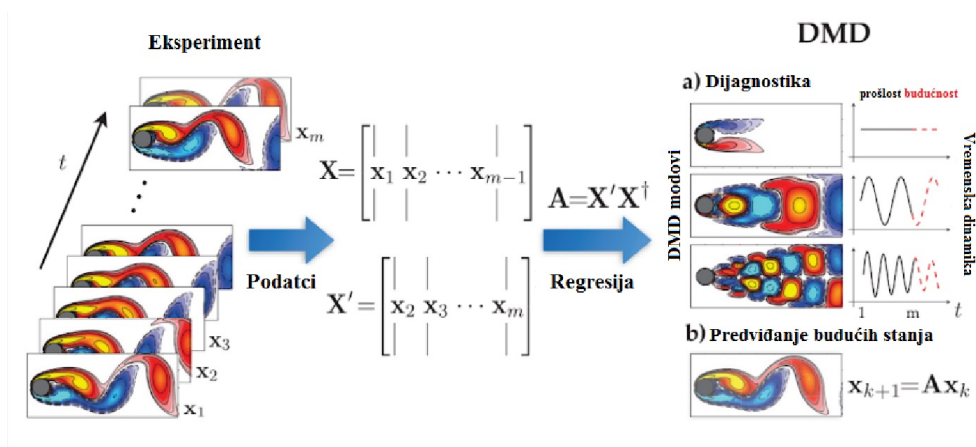 Eksperiment
t
x_m
x_3
x_2
x_1
Podatci
X=[x_1 x_2 ⋯ x_{m−1}]
X′=[x_2 x_3 ⋯ x_m]
A=X′X†
Regresija
DMD
a) Dijagnostika
prošlost budućnost
DMD modovi
Vremenska dinamika
1 m t
b) Predviđanje budućih stanja
x_{k+1}=Ax_k